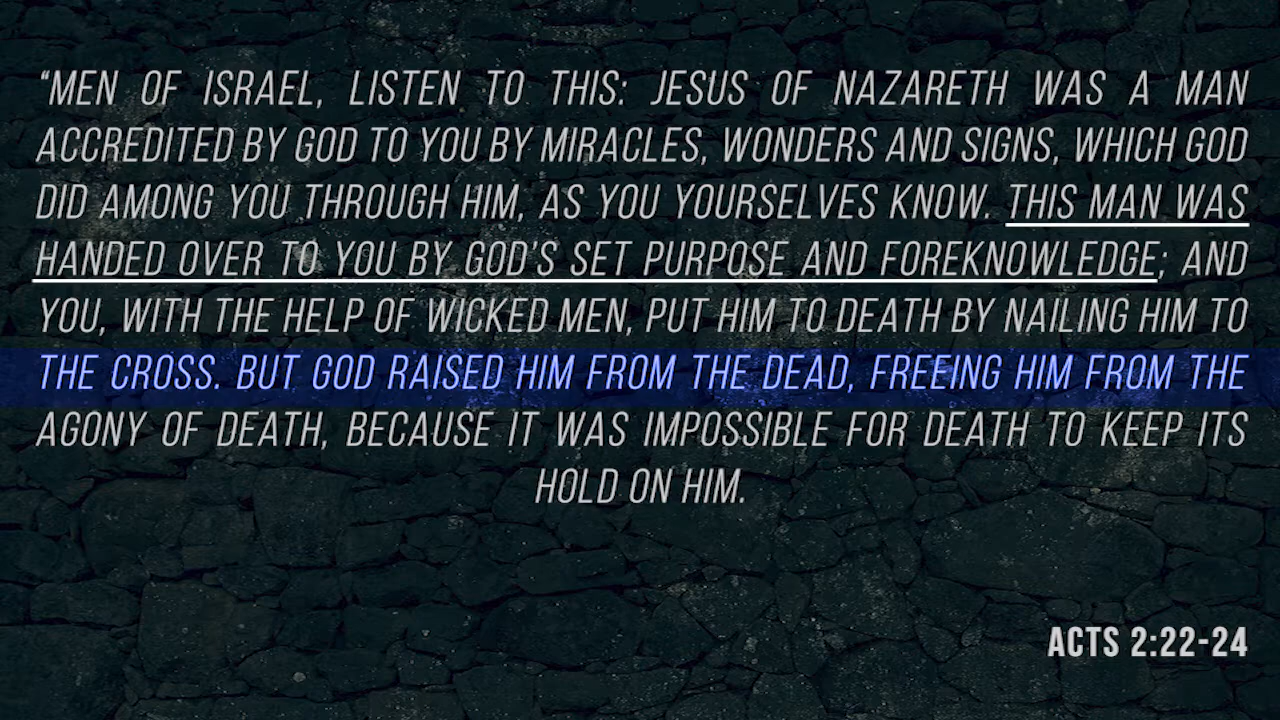 “MEN OF ISRAEL, LISTEN TO THIS: JESUS OF NAZARETH WAS A MAN
ACCREDITED BY GOD TO YOU BY MIRACLES, WONDERS AND SIGNS, WHICH GOD
DID AMONG YOU THROUGH HIM, AS YOU YOURSELVES KNOW. THIS MAN WAS
HANDED OVER TO YOU BY GOD’S SET PURPOSE AND FOREKNOWLEDGE; AND
YOU, WITH THE HELP OF WICKED MEN, PUT HIM TO DEATH BY NAILING HIM TO
THE CROSS. BUT GOD RAISED HIM FROM THE DEAD, FREEING HIM FROM THE
AGONY OF DEATH, BECAUSE IT WAS IMPOSSIBLE FOR DEATH TO KEEP ITS
HOLD ON HIM.
ACTS 2:22-24